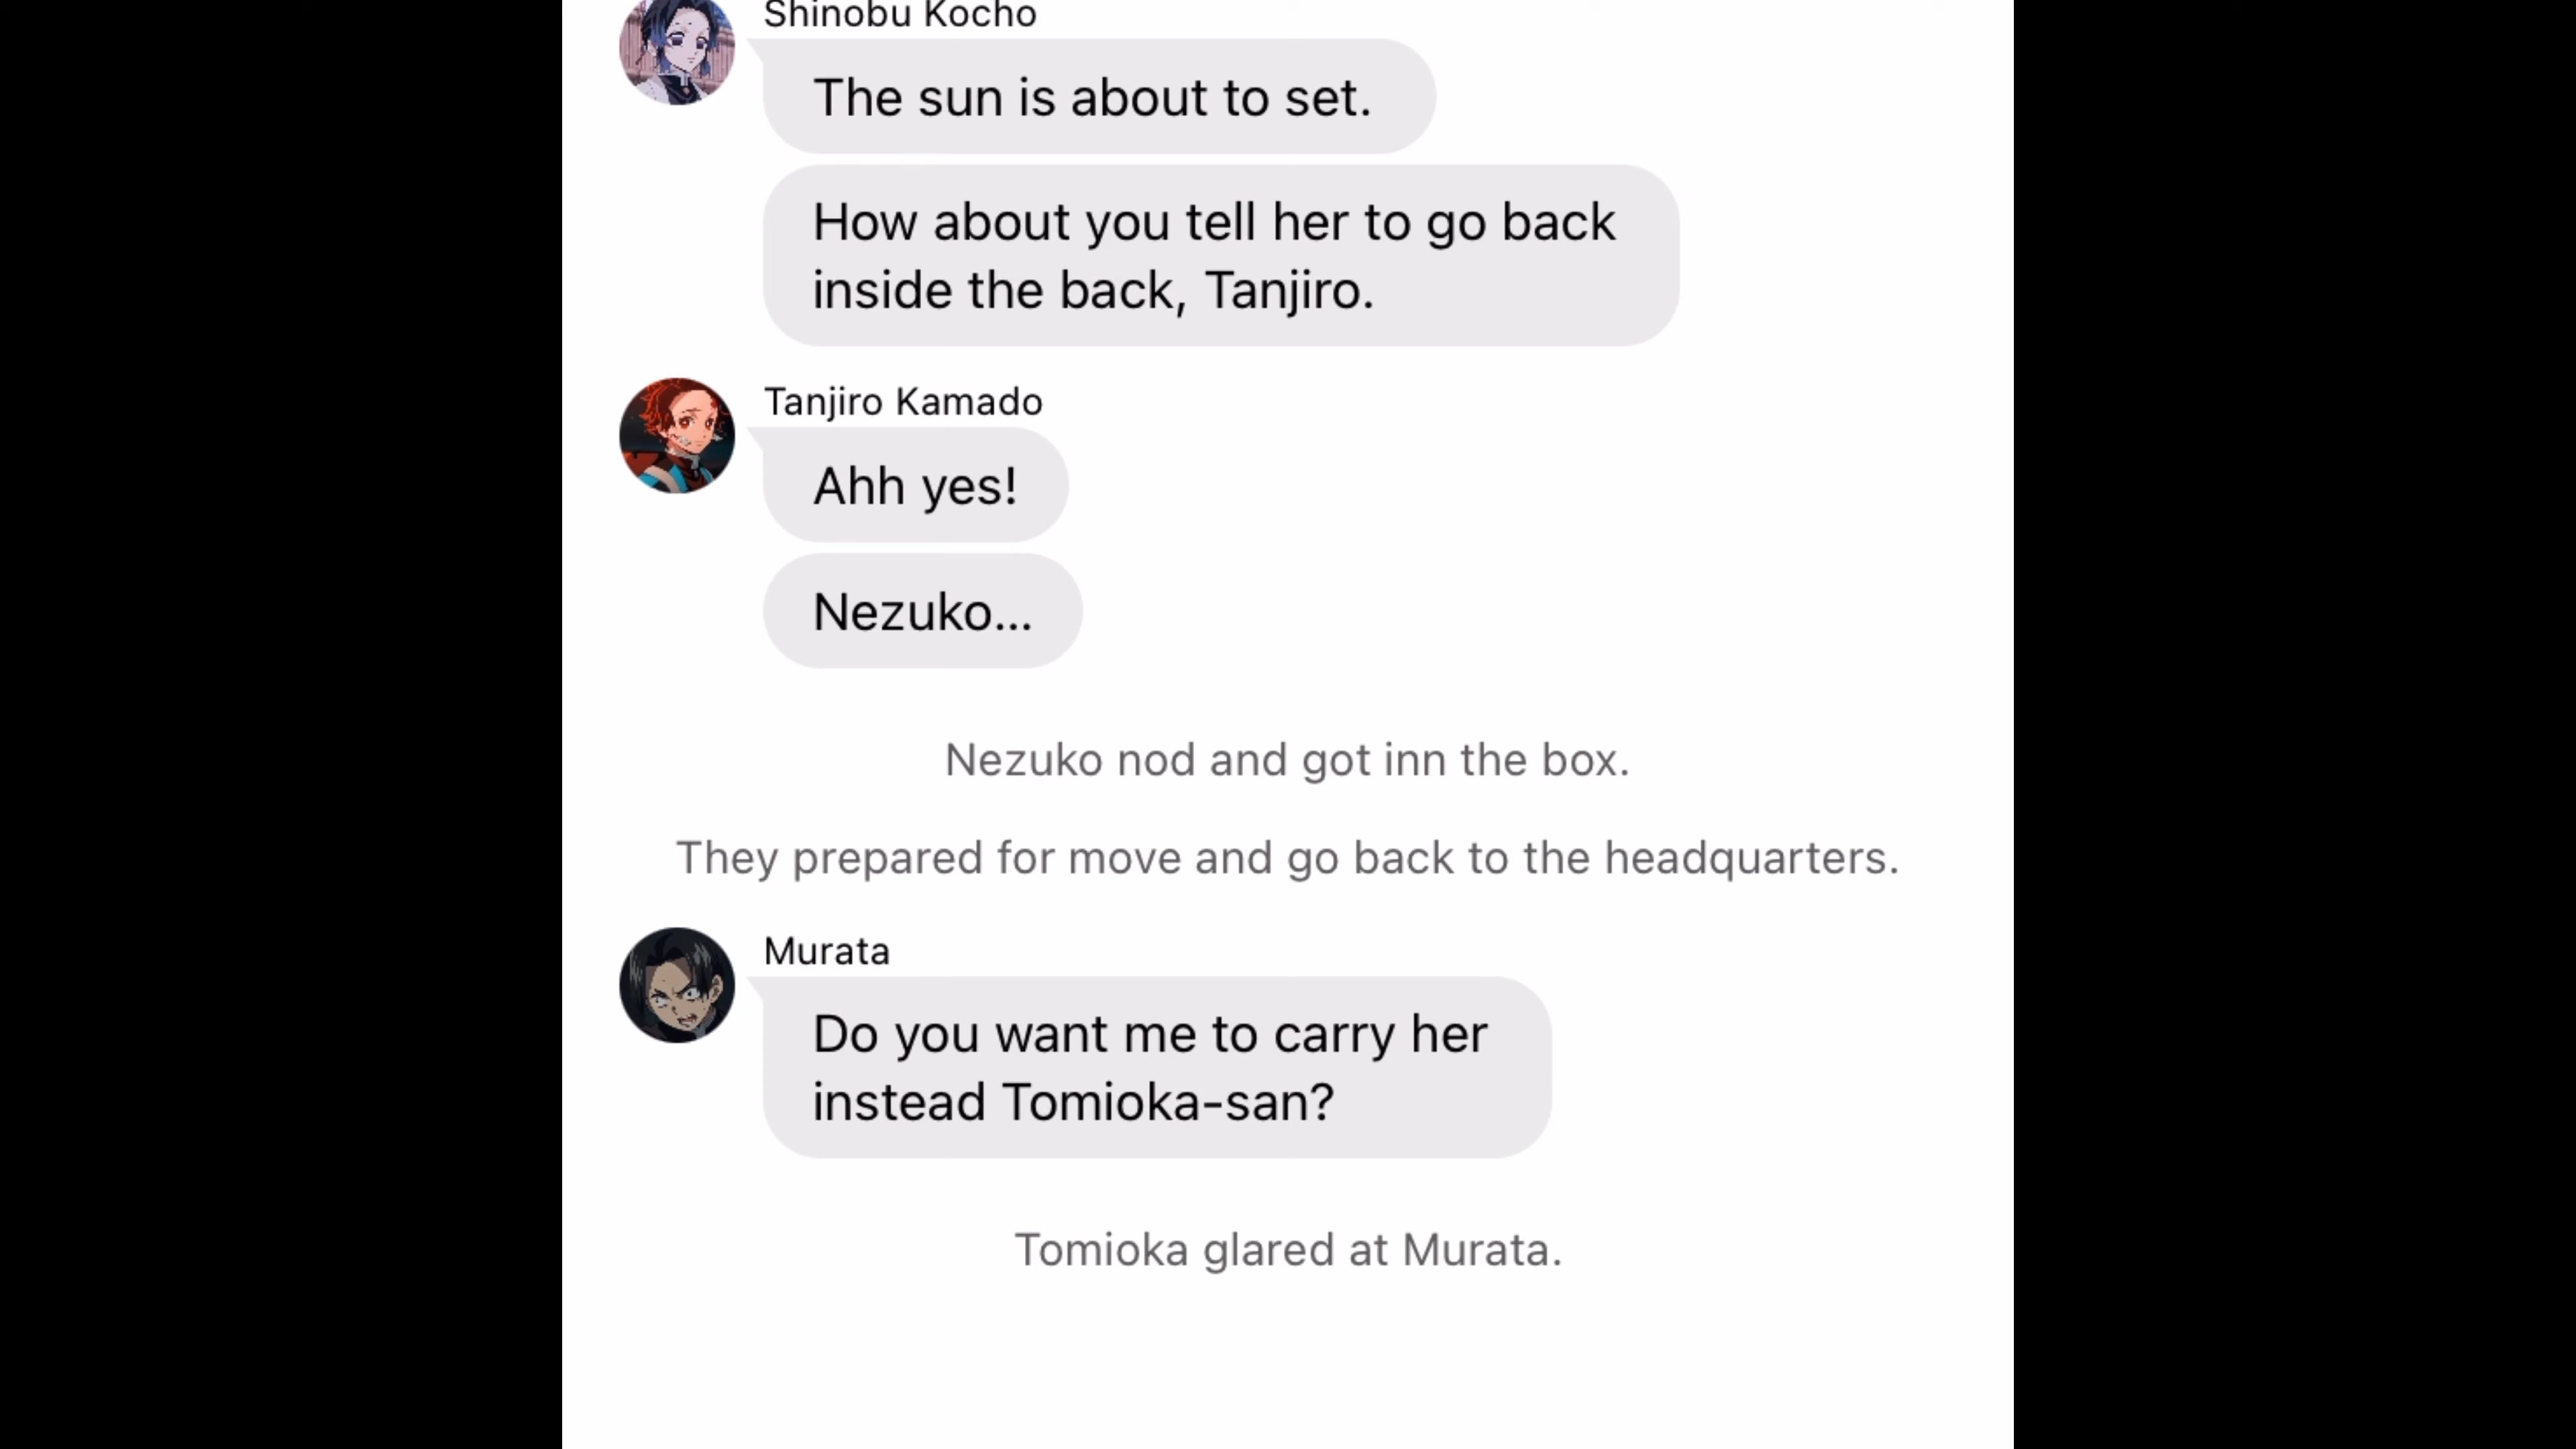 Shinobu Kocho
The sun is about to set.
How about you tell her to go back
inside the back, Tanjiro.
Tanjiro Kamado
Ahh yes!
Nezuko...
Nezuko nod and got inn the box.
They prepared for move and go back to the headquarters.
Murata
Do you want me to carry her
instead Tomioka-san?
Tomioka glared at Murata.